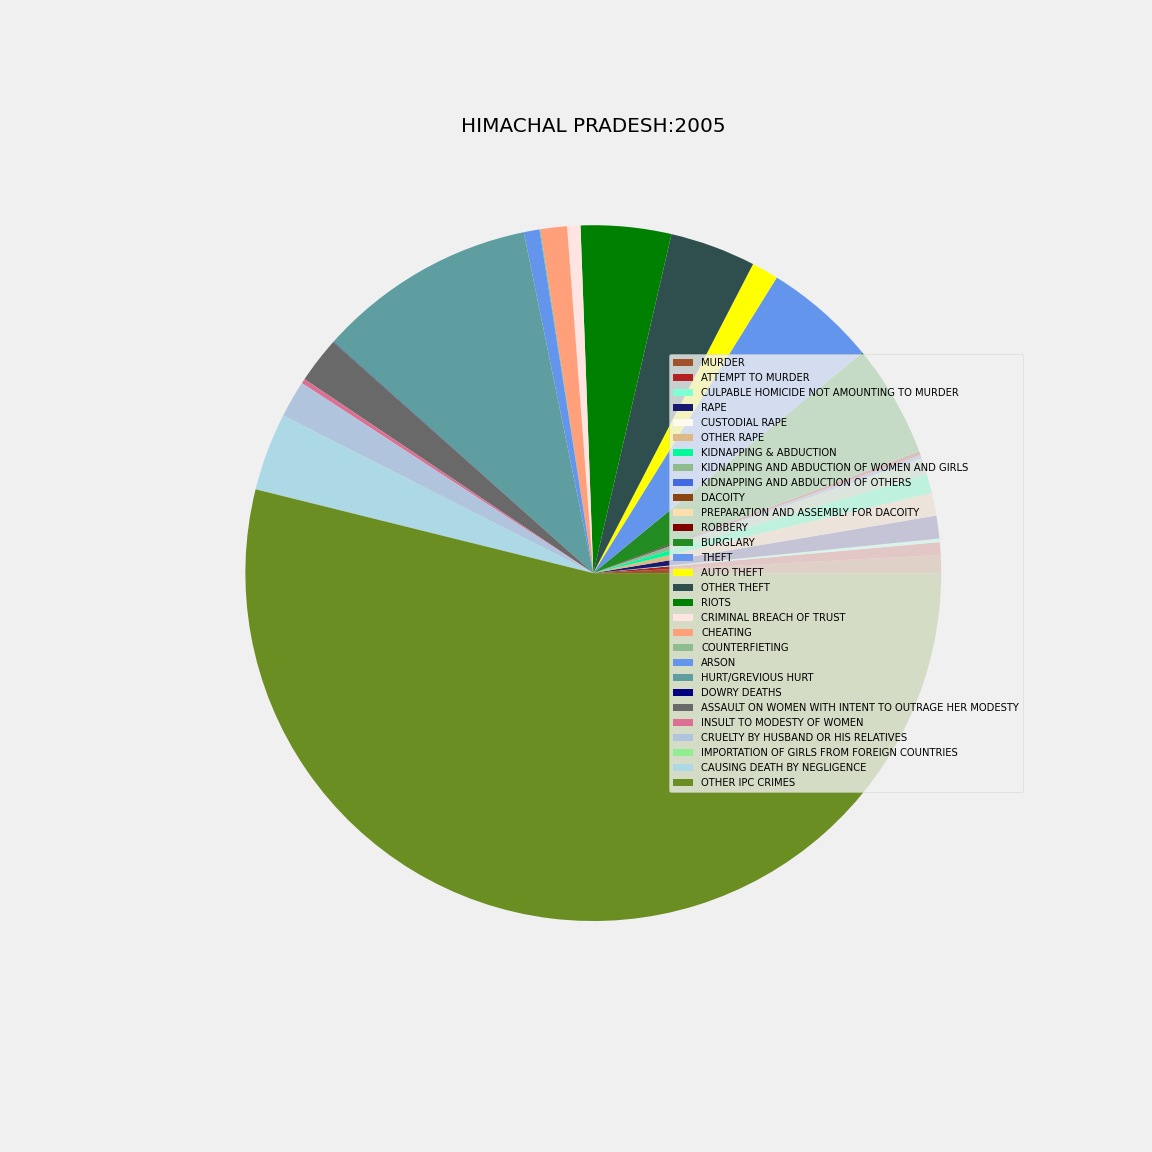 HIMACHAL PRADESH:2005
MURDER
ATTEMPT TO MURDER
CULPABLE HOMICIDE NOT AMOUNTING TO MURDER
RAPE
CUSTODIAL RAPE
OTHER RAPE
KIDNAPPING & ABDUCTION
KIDNAPPING AND ABDUCTION OF WOMEN AND GIRLS
KIDNAPPING AND ABDUCTION OF OTHERS
DACOITY
PREPARATION AND ASSEMBLY FOR DACOITY
ROBBERY
BURGLARY
THEFT
AUTO THEFT
OTHER THEFT
RIOTS
CRIMINAL BREACH OF TRUST
CHEATING
COUNTERFIETING
ARSON
HURT/GREVIOUS HURT
DOWRY DEATHS
ASSAULT ON WOMEN WITH INTENT TO OUTRAGE HER MODESTY
INSULT TO MODESTY OF WOMEN
CRUELTY BY HUSBAND OR HIS RELATIVES
IMPORTATION OF GIRLS FROM FOREIGN COUNTRIES
CAUSING DEATH BY NEGLIGENCE
OTHER IPC CRIMES